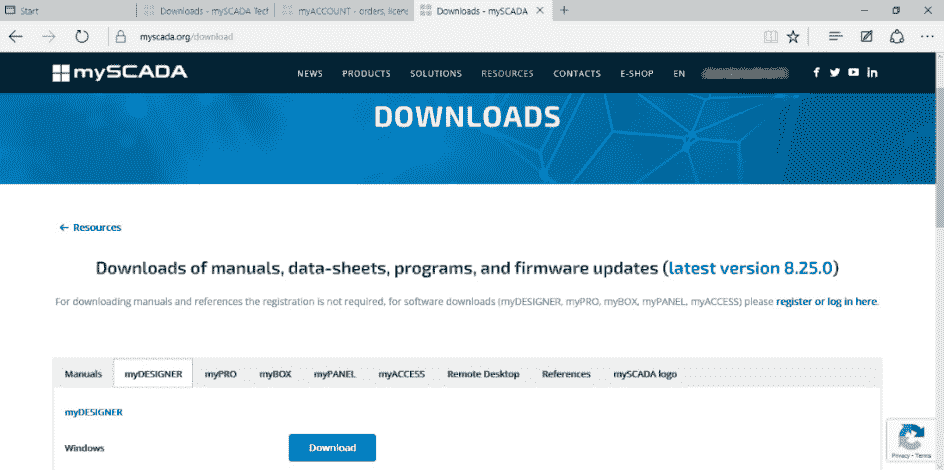 Start
Downloads - mySCADA Tech
myACCOUNT - orders, licenc
Downloads - mySCADA
myscada.org/download
mySCADA
NEWS PRODUCTS SOLUTIONS RESOURCES CONTACTS E-SHOP EN
DOWNLOADS
← Resources
Downloads of manuals, data-sheets, programs, and firmware updates (latest version 8.25.0)
For downloading manuals and references the registration is not required, for software downloads (myDESIGNER, myPRO, myBOX, myPANEL, myACCESS) please register or log in here.
Manuals myDESIGNER myPRO myBOX myPANEL myACCESS Remote Desktop References mySCADA logo
myDESIGNER
Windows Download
Privacy - Terms